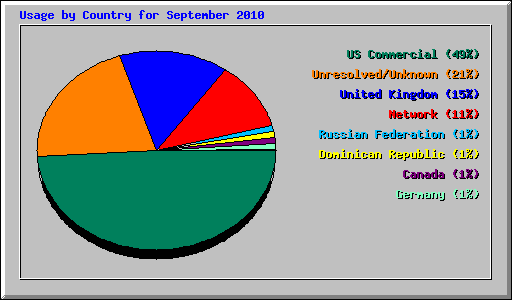 Usage by Country for September 2010
US Commercial (49%)
Unresolved/Unknown (21%)
United Kingdom (15%)
Network (11%)
Russian Federation (1%)
Dominican Republic (1%)
Canada (1%)
Germany (1%)